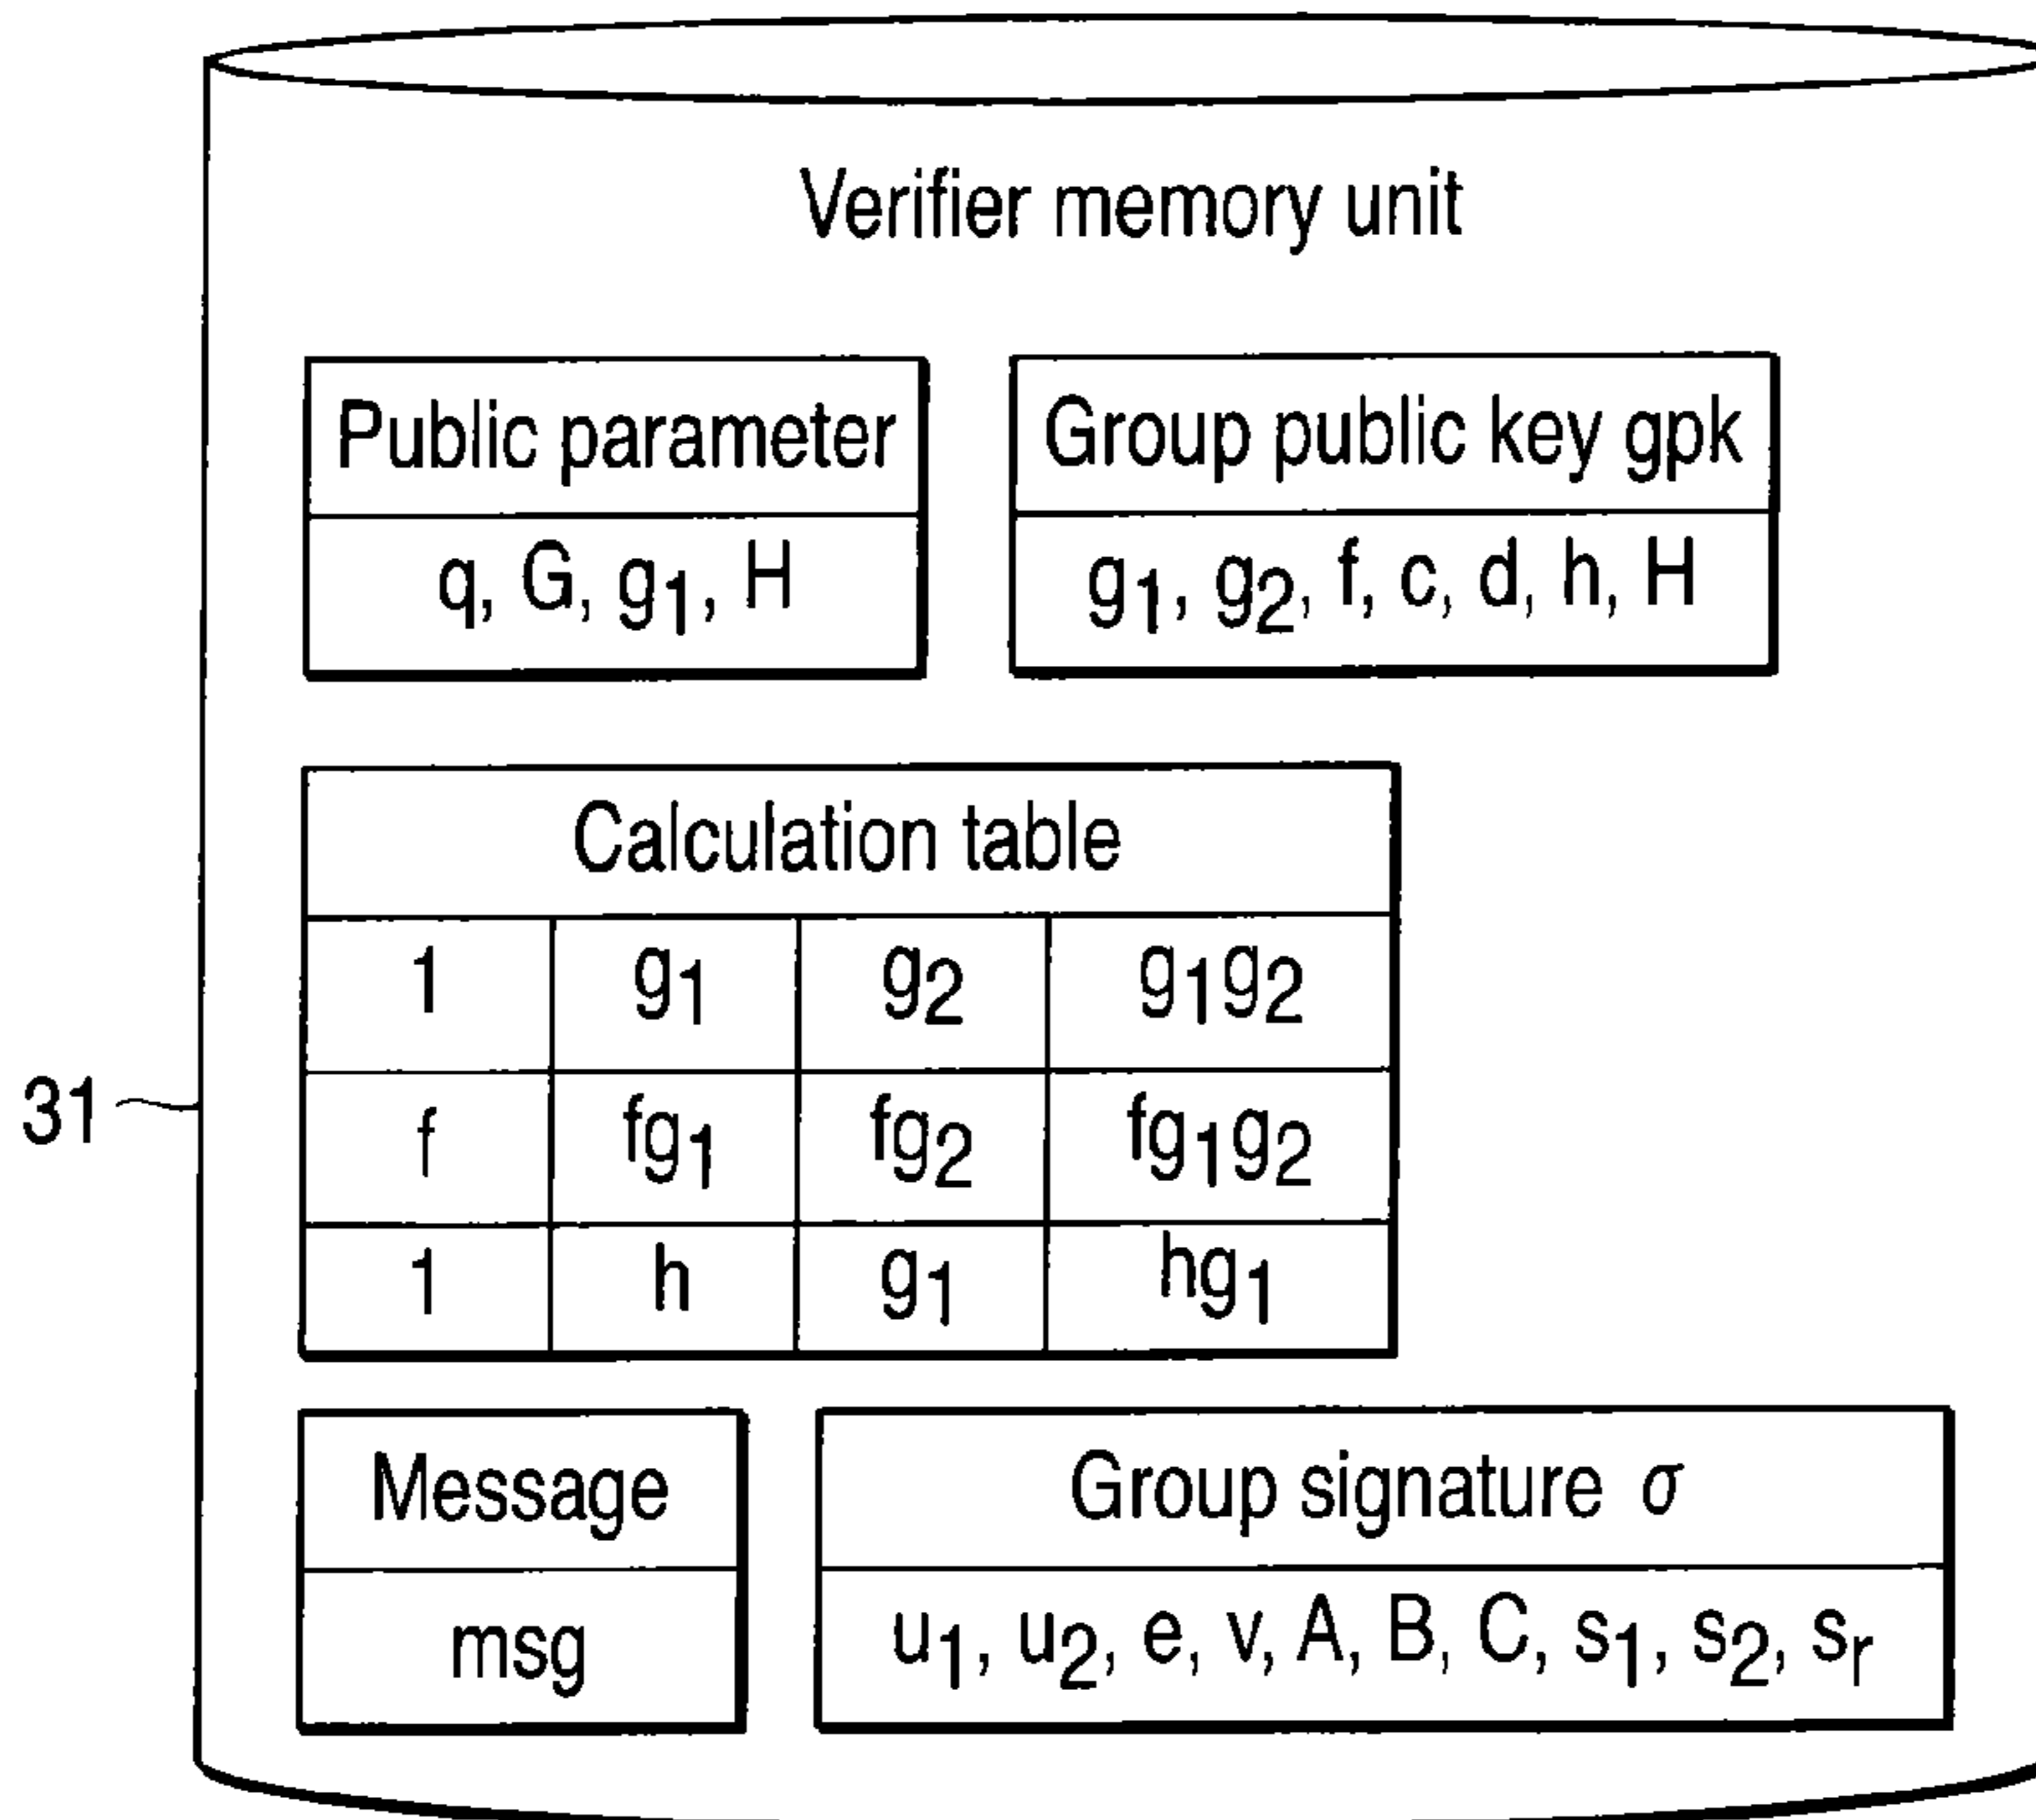 Verifier memory unit
Public parameter
q, G, g1, H
Group public key gpk
g1, g2, f, c, d, h, H
Calculation table
1 g1 g2 g1g2
f fg1 fg2 fg1g2
1 h g1 hg1
31
Message
msg
Group signature σ
u1, u2, e, v, A, B, C, s1, s2, sr